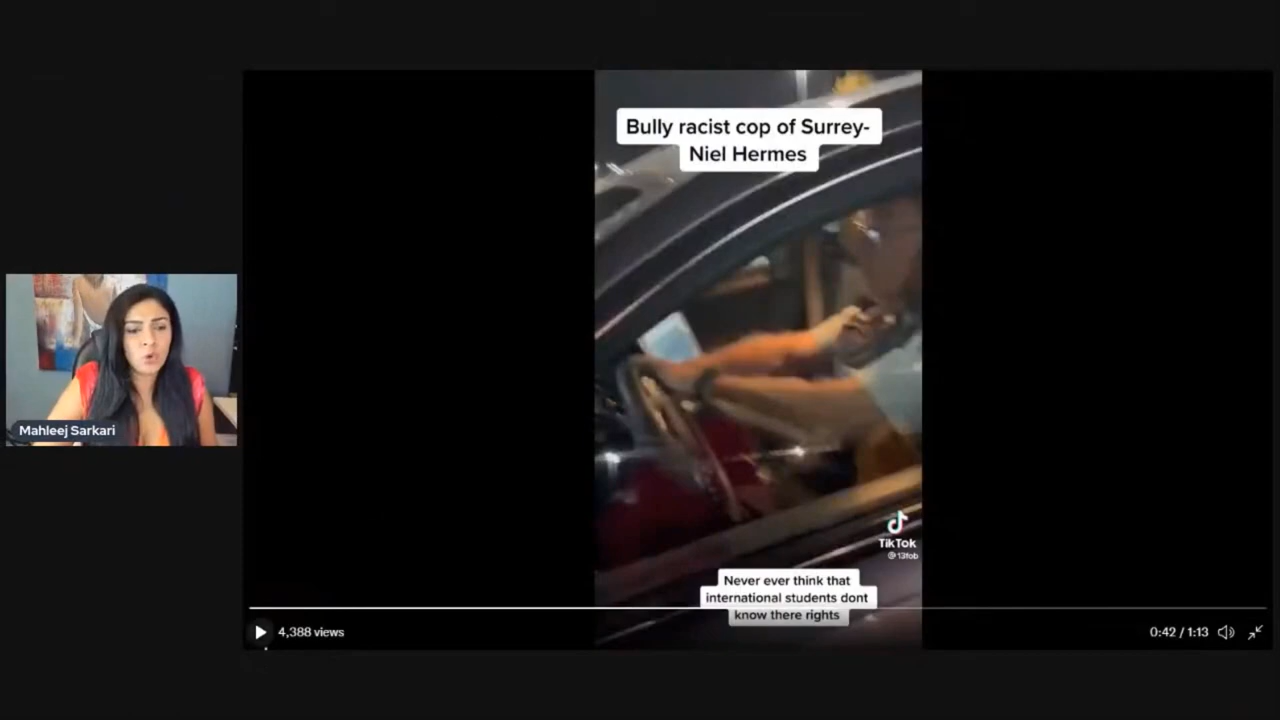 Bully racist cop of Surrey-
Niel Hermes
Mahleej Sarkari
TikTok
@13fob
Never ever think that
international students dont
know there rights
4,388 views
0:42 / 1:13